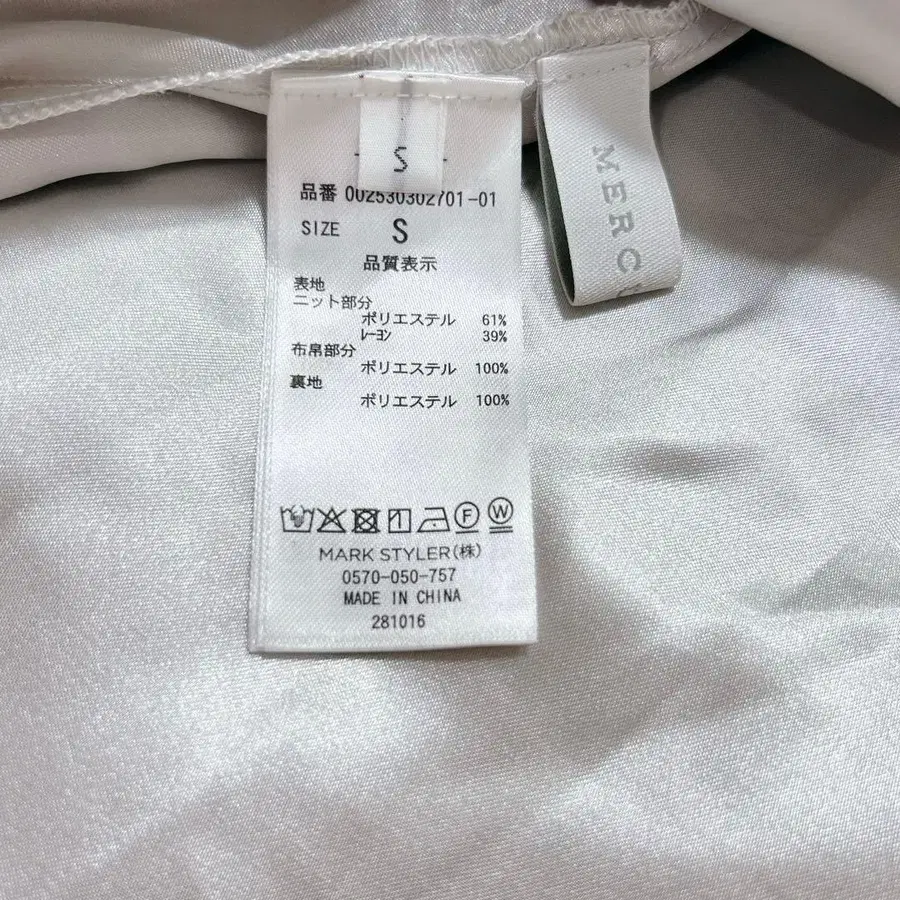 S
品番 002530302701-01
SIZE S
品質表示
表地
ニット部分
ポリエステル 61%
レーヨン 39%
布帛部分
ポリエステル 100%
裏地
ポリエステル 100%
F W
MARK STYLER(株)
0570-050-757
MADE IN CHINA
281016
MERC